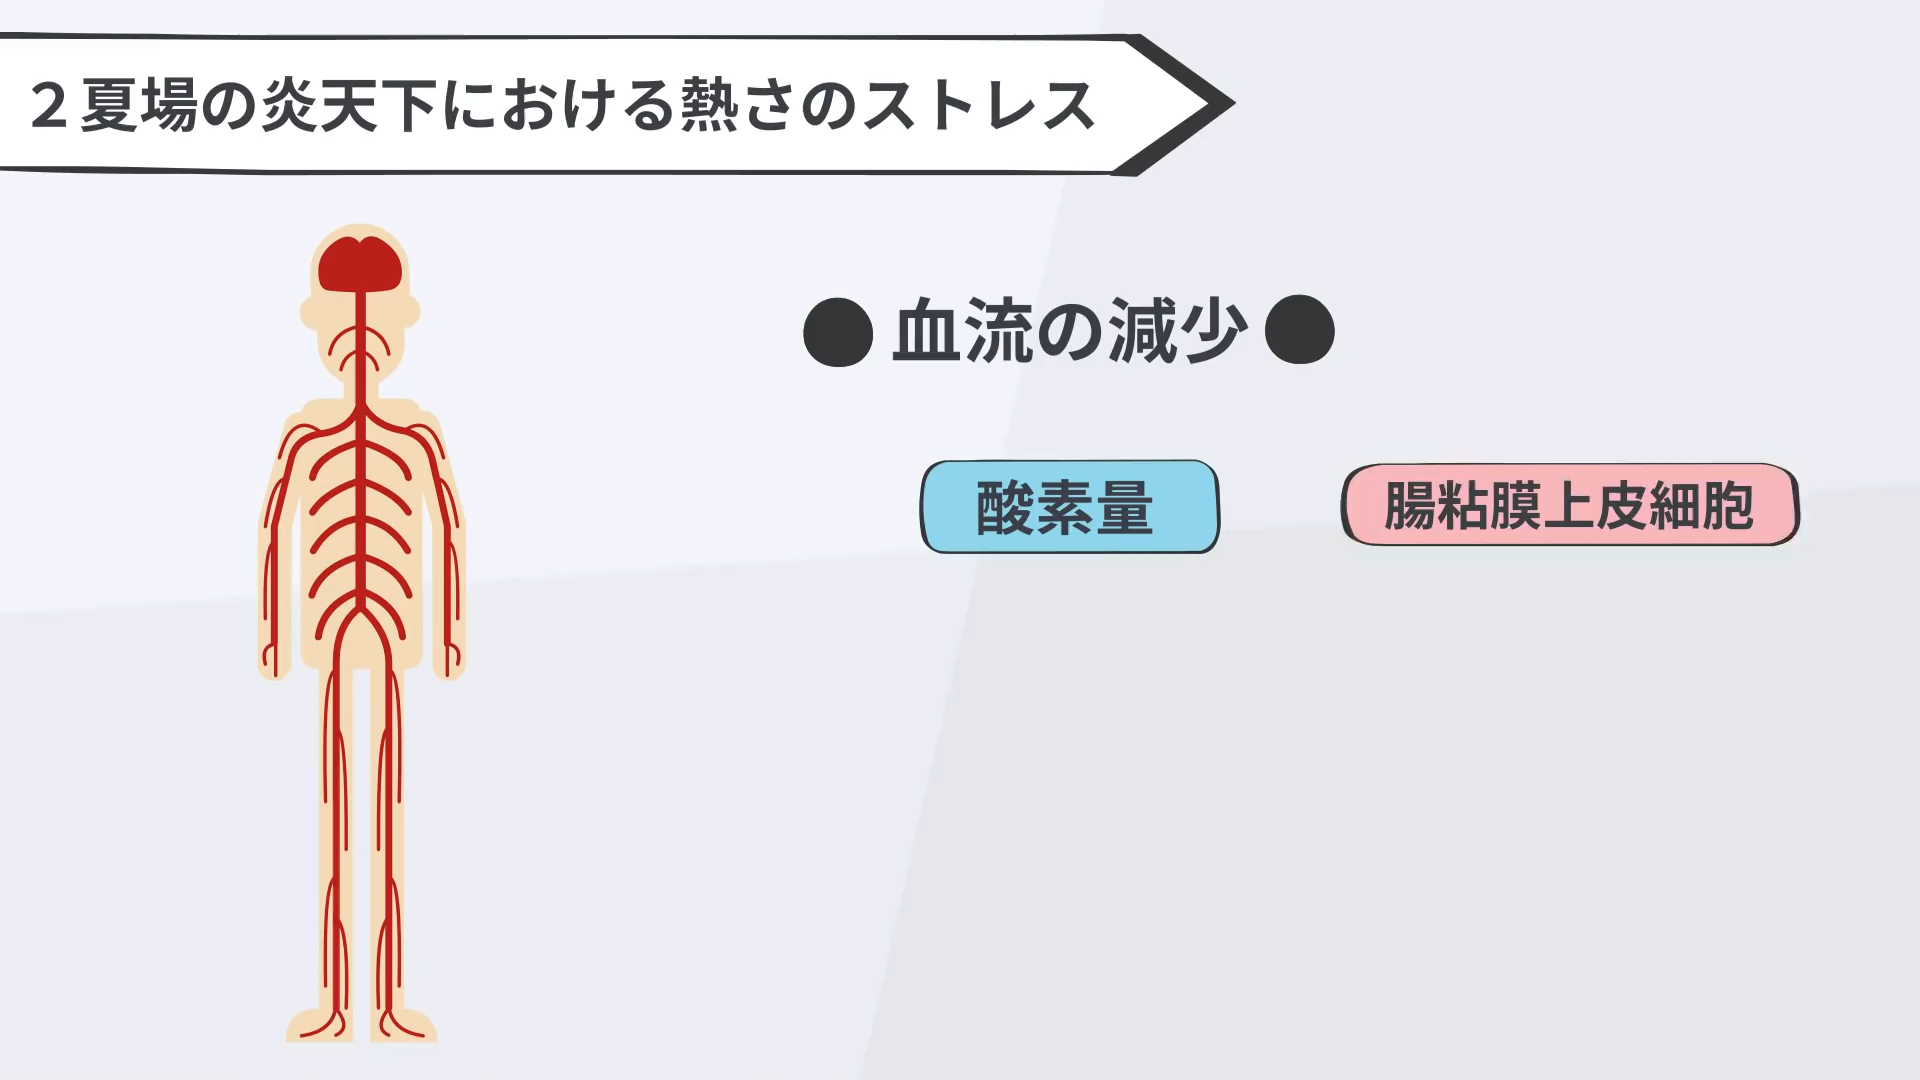 ２夏場の炎天下における熱さのストレス
●血流の減少●
酸素量
腸粘膜上皮細胞